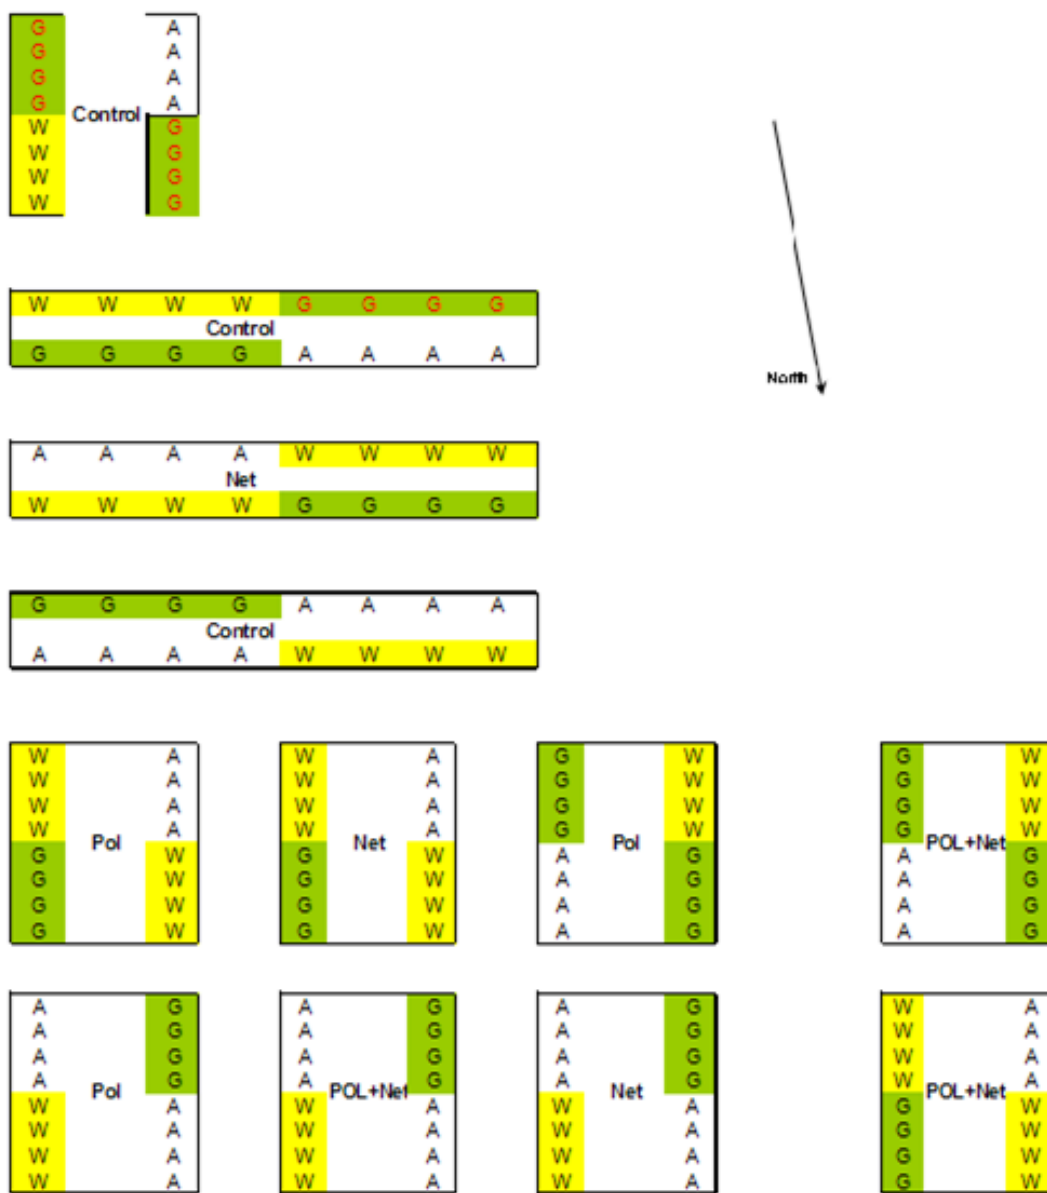 G A
G A
G A
G A
Control
W G
W G
W G
W G
W W W W G G G G
Control
G G G G A A A A
North
A A A A W W W W
Net
W W W W G G G G
G G G G A A A A
Control
A A A A W W W W
W A W A G W G W
W A W A G W G W
W A W A G W G W
W A W A G W G W
Pol Net Pol POL+Net
G W G W A G A G
G W G W A G A G
G W G W A G A G
G W G W A G A G
A G A G A G W A
A G A G A G W A
A G A G A G W A
A G A G A G W A
Pol POL+Net Net POL+Net
W A W A W A G W
W A W A W A G W
W A W A W A G W
W A W A W A G W